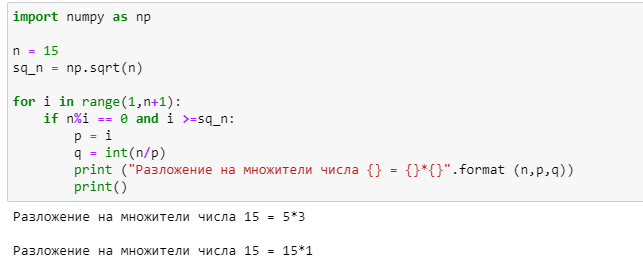 import numpy as np
n = 15
sq_n = np.sqrt(n)
for i in range(1,n+1):
    if n%i == 0 and i >=sq_n:
        p = i
        q = int(n/p)
        print ("Разложение на множители числа {} = {}*{}".format (n,p,q))
        print()
Разложение на множители числа 15 = 5*3
Разложение на множители числа 15 = 15*1